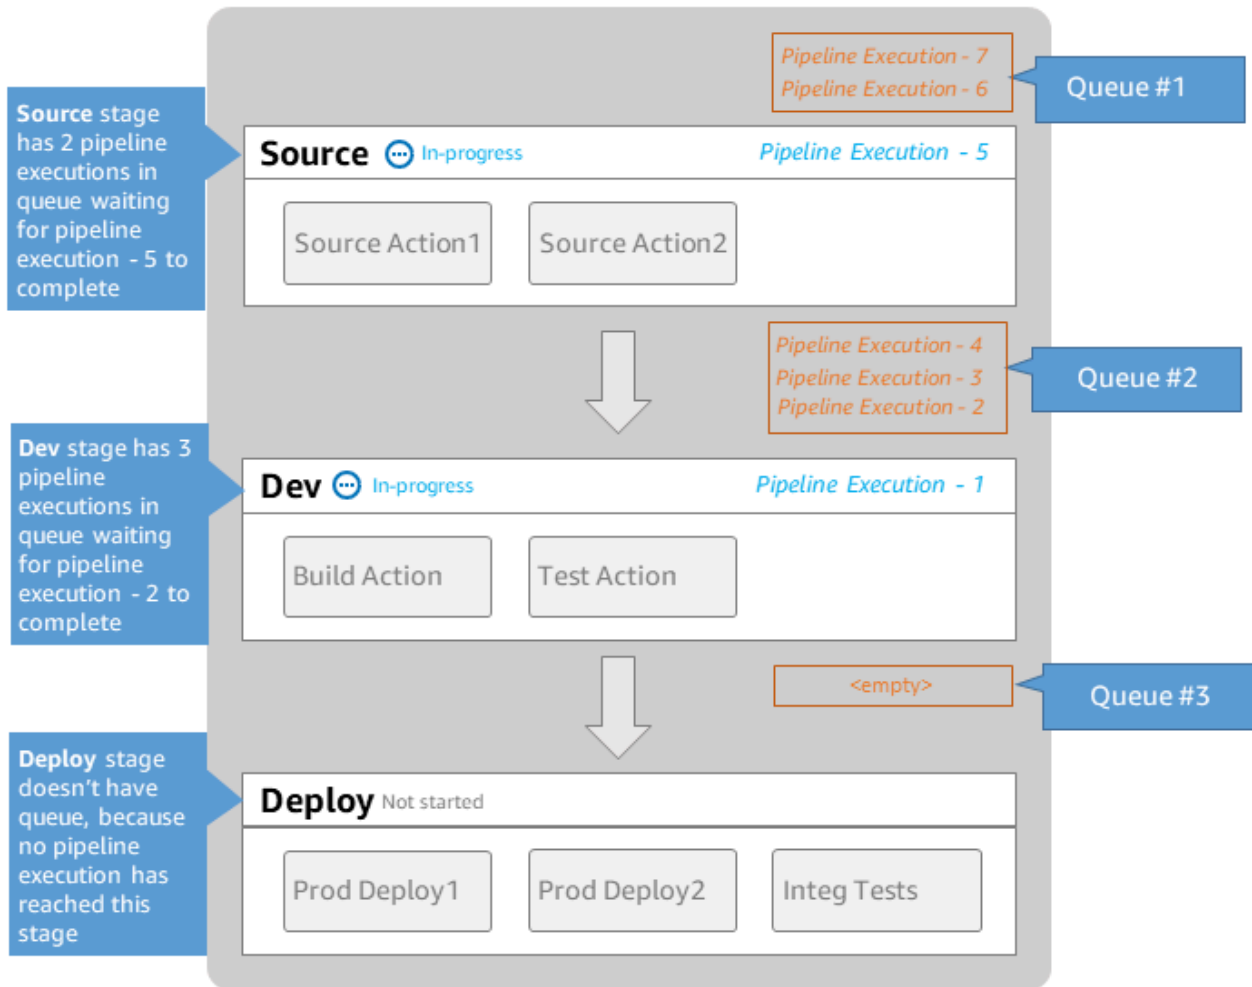 Pipeline Execution - 7
Pipeline Execution - 6
Queue #1
Source stage
has 2 pipeline
executions in
queue waiting
for pipeline
execution - 5 to
complete
Source In-progress Pipeline Execution - 5
Source Action1 Source Action2
Pipeline Execution - 4
Pipeline Execution - 3
Pipeline Execution - 2
Queue #2
Dev stage has 3
pipeline
executions in
queue waiting
for pipeline
execution - 2 to
complete
Dev In-progress Pipeline Execution - 1
Build Action Test Action
<empty>
Queue #3
Deploy stage
doesn't have
queue, because
no pipeline
execution has
reached this
stage
Deploy Not started
Prod Deploy1 Prod Deploy2 Integ Tests